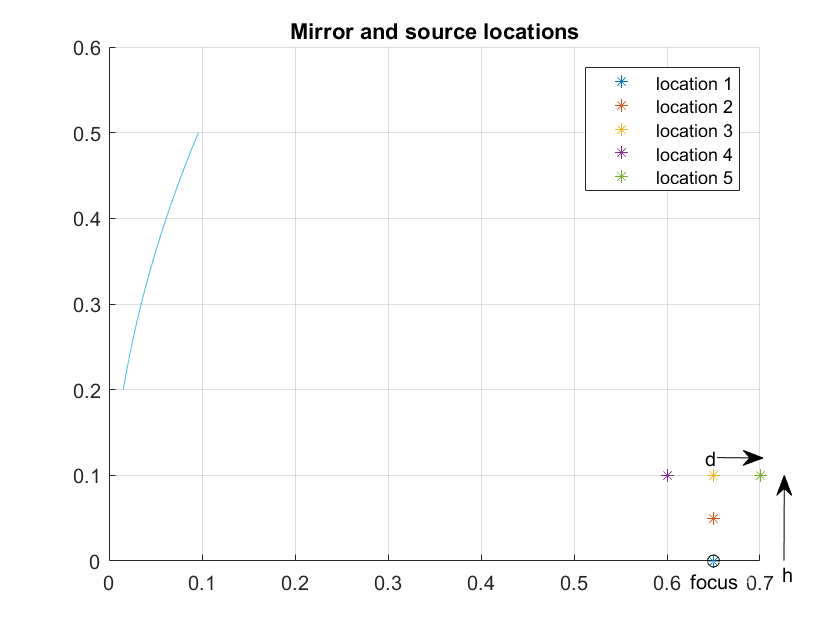 Mirror and source locations
0.6
location 1
location 2
location 3
location 4
location 5
0.5
0.4
0.3
0.2
d
0.1
0
0 0.1 0.2 0.3 0.4 0.5 0.6 focus 0.7 h